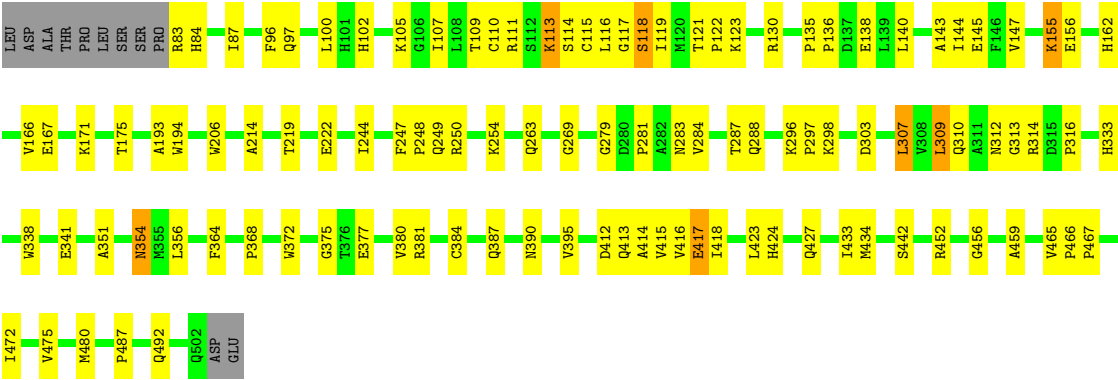 LEU ASP ALA THR PRO LEU SER SER PRO R83 H84 I87 F96 Q97 L100 H101 H102 K105 G106 I107 L108 T109 C110 R111 S112 K113 S114 C115 L116 G117 S118 I119 M120 T121 P122 K123 R130 P135 P136 D137 E138 L139 L140 A143 I144 E145 F146 V147 K155 E156 H162
V166 E167 K171 T175 A193 W194 W206 A214 T219 E222 I244 F247 P248 Q249 R250 K254 Q263 G269 G279 D280 P281 A282 N283 V284 T287 Q288 K296 P297 K298 D303 L307 V308 L309 Q310 A311 N312 G313 R314 D315 P316 H333
W338 E341 A351 N354 M355 L356 F364 P368 W372 G375 T376 E377 V380 R381 C384 Q387 N390 V395 D412 Q413 A414 V415 V416 E417 I418 L423 H424 Q427 I433 M434 S442 R452 G456 A459 V465 P466 P467
I472 V475 M480 P487 Q492 Q502 ASP GLU